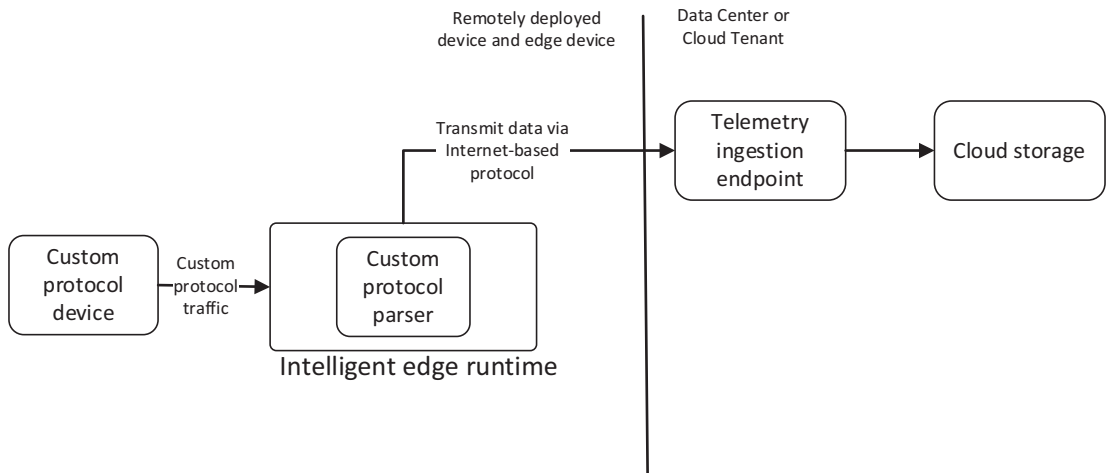 Remotely deployed
device and edge device
Data Center or
Cloud Tenant
Transmit data via
Internet-based
protocol
Telemetry
ingestion
endpoint
Cloud storage
Custom
protocol
device
Custom
protocol
traffic
Custom
protocol
parser
Intelligent edge runtime